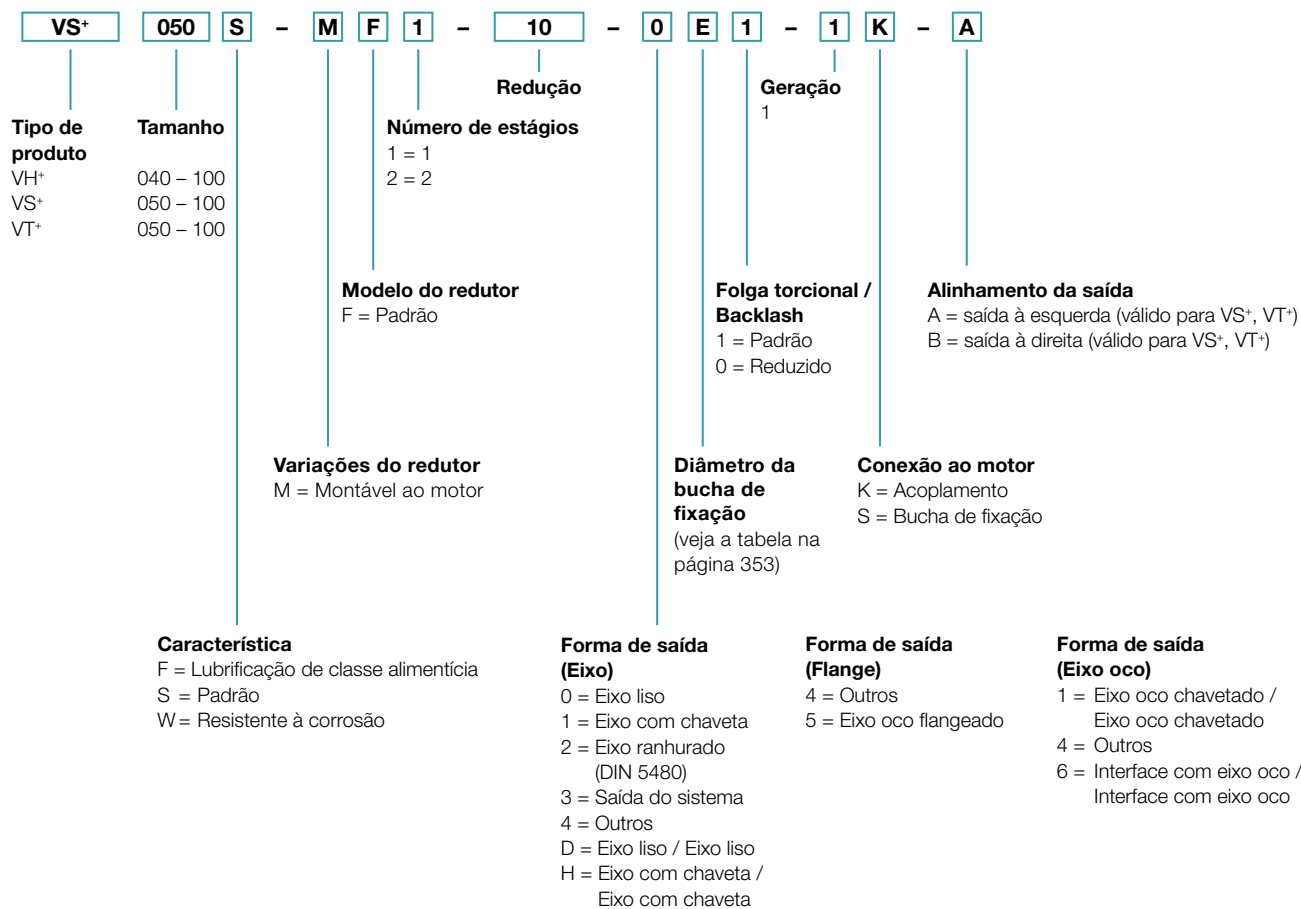 VS⁺ 050 S – M F 1 – 10 – 0 E 1 – 1 K – A
Redução
Geração
1
Tipo de
produto
VH⁺
VS⁺
VT⁺
Tamanho
040 – 100
050 – 100
050 – 100
Número de estágios
1 = 1
2 = 2
Modelo do redutor
F = Padrão
Folga torcional /
Backlash
1 = Padrão
0 = Reduzido
Alinhamento da saída
A = saída à esquerda (válido para VS⁺, VT⁺)
B = saída à direita (válido para VS⁺, VT⁺)
Variações do redutor
M = Montável ao motor
Diâmetro da
bucha de
fixação
(veja a tabela na
página 353)
Conexão ao motor
K = Acoplamento
S = Bucha de fixação
Característica
F = Lubrificação de classe alimentícia
S = Padrão
W = Resistente à corrosão
Forma de saída
(Eixo)
0 = Eixo liso
1 = Eixo com chaveta
2 = Eixo ranhurado
(DIN 5480)
3 = Saída do sistema
4 = Outros
D = Eixo liso / Eixo liso
H = Eixo com chaveta /
Eixo com chaveta
Forma de saída
(Flange)
4 = Outros
5 = Eixo oco flangeado
Forma de saída
(Eixo oco)
1 = Eixo oco chavetado /
Eixo oco chavetado
4 = Outros
6 = Interface com eixo oco /
Interface com eixo oco